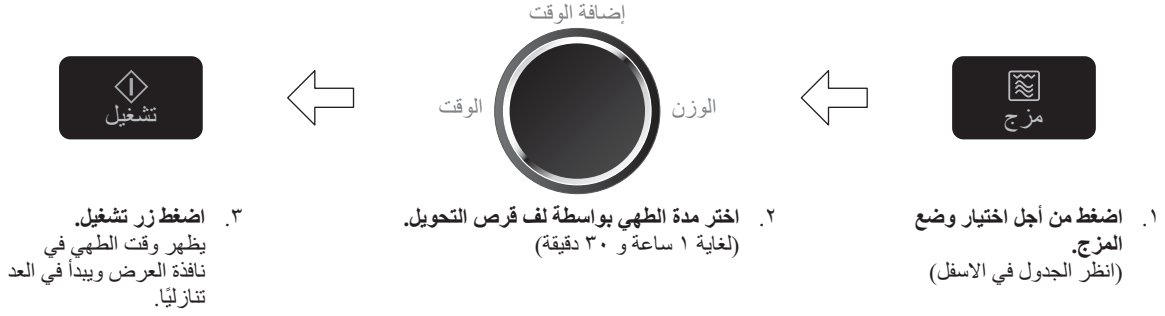 مزج
إضافة الوقت
الوزن
الوقت
تشغيل
١. اضغط من أجل اختيار وضع
المزج.
(انظر الجدول في الاسفل)
٢. اختر مدة الطهي بواسطة لف قرص التحويل.
(لغاية ١ ساعة و ٣٠ دقيقة)
٣. اضغط زر تشغيل.
يظهر وقت الطهي في
نافذة العرض ويبدأ في العد
تنازليًا.